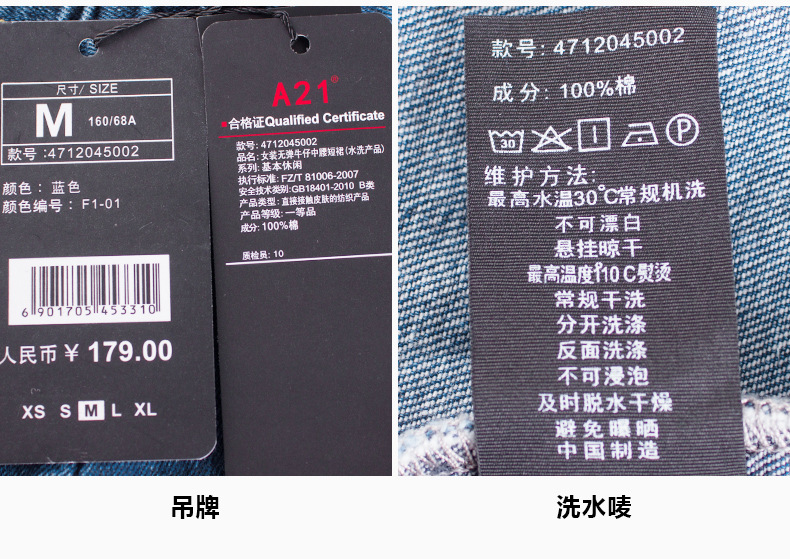 尺寸/ SIZE
M 160/68A
款号 :4712045002
颜色 : 蓝色
颜色编号 : F1-01
6 901705 453310
人民币 ¥ 179.00
XS S M L XL
A21®
合格证Qualified Certificate
款号: 4712045002
品名: 女装无弹牛仔中腰短裙(水洗产品)
系列: 基本休闲
执行标准: FZ/T 81006-2007
安全技术类别:GB18401-2010 B类
产品类型: 直接接触皮肤的纺织产品
产品等级: 一等品
成分: 100%棉
质检员: 10
吊牌
款号: 4712045002
成分: 100%棉
30 P
维护方法:
最高水温30°C常规机洗
不可漂白
悬挂晾干
最高温度110°C熨烫
常规干洗
分开洗涤
反面洗涤
不可浸泡
及时脱水干燥
避免曝晒
中国制造
洗水唛